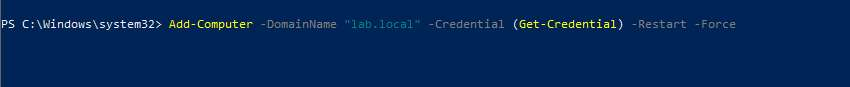 PS C:\Windows\system32> Add-Computer -DomainName "lab.local" -Credential (Get-Credential) -Restart -Force